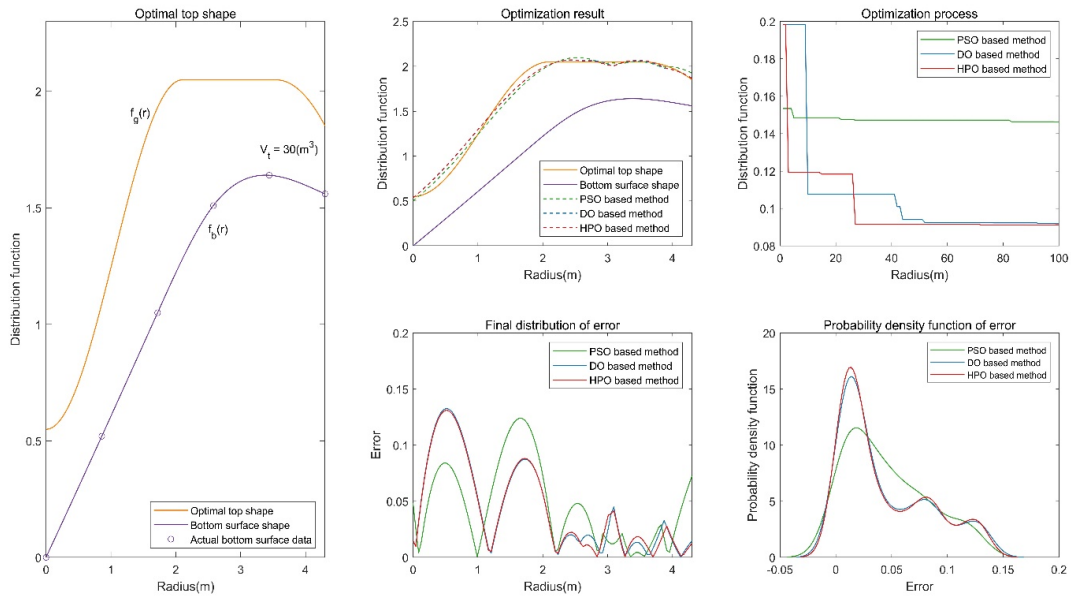 Optimal top shape
Distribution function
2.5
2
1.5
1
0.5
0
f_g(r)
V_t = 30(m^3)
f_b(r)
Optimal top shape
Bottom surface shape
Actual bottom surface data
0 1 2 3 4
Radius(m)
Optimization result
Distribution function
2.5
2.0
1.5
1
0.5
0
Optimal top shape
Bottom surface shape
PSO based method
DO based method
HPO based method
0 1 2 3 4
Radius(m)
Optimization process
Distribution function
0.2
0.18
0.16
0.14
0.12
0.1
0.08
PSO based method
DO based method
HPO based method
0 20 40 60 80 100
Radius(m)
Final distribution of error
Error
0.2
0.15
0.1
0.05
0
PSO based method
DO based method
HPO based method
0 1 2 3 4
Radius(m)
Probability density function of error
Probability density function
20
15
10
5
0
PSO based method
DO based method
HPO based method
-0.05 0 0.05 0.1 0.15 0.2
Error